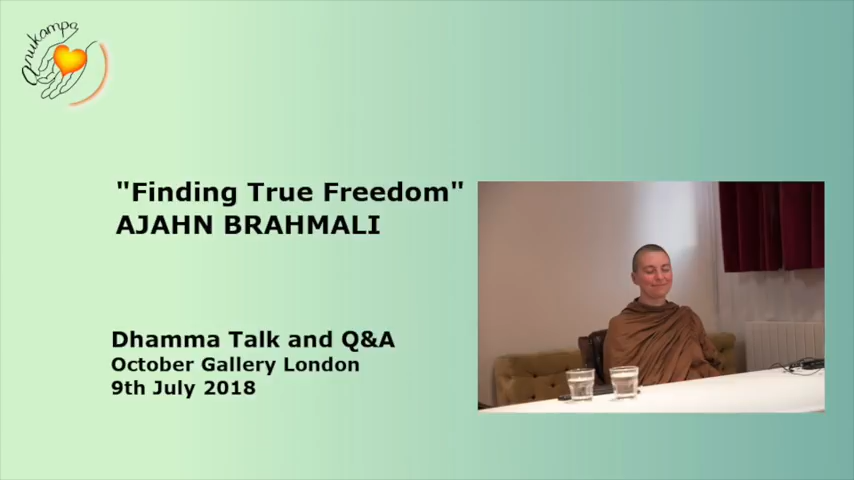 Anukampa
"Finding True Freedom"
AJAHN BRAHMALI
Dhamma Talk and Q&A
October Gallery London
9th July 2018